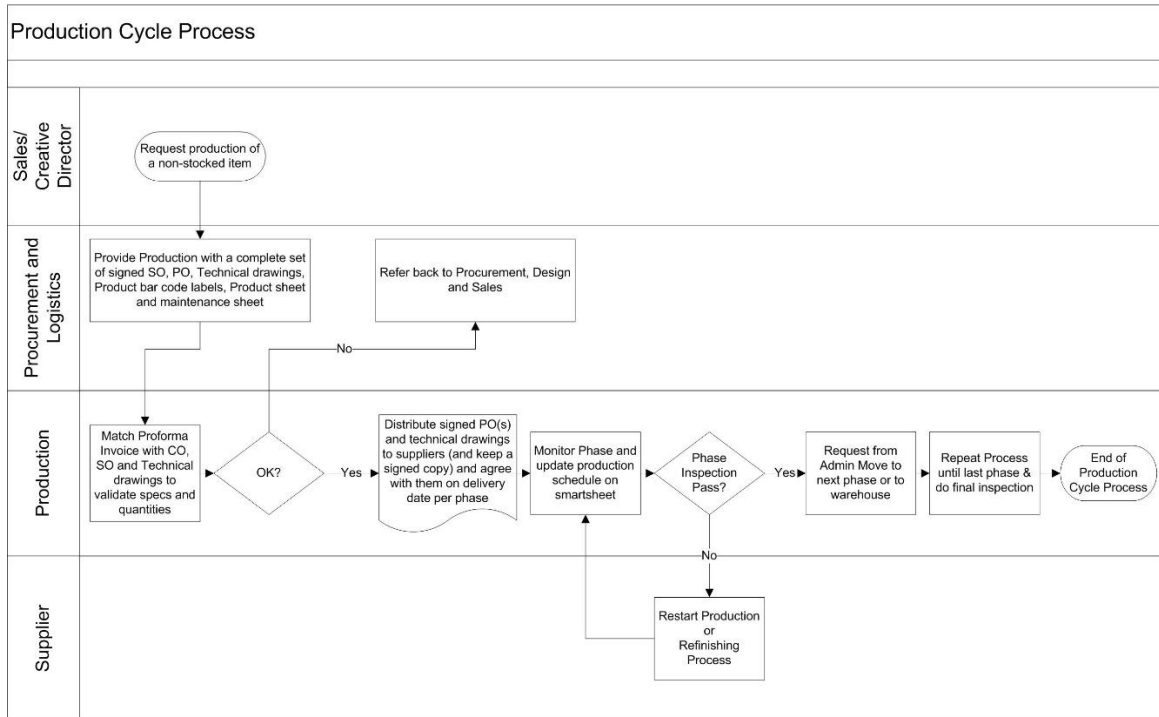 Production Cycle Process
Sales/
Creative
Director
Request production of
a non-stocked item
Procurement and
Logistics
Provide Production with a complete set
of signed SO, PO, Technical drawings,
Product bar code labels, Product sheet
and maintenance sheet
Refer back to Procurement, Design
and Sales
No
Production
Match Proforma
Invoice with CO,
SO and Technical
drawings to
validate specs and
quantities
OK?
Yes
Distribute signed PO(s)
and technical drawings
to suppliers (and keep a
signed copy) and agree
with them on delivery
date per phase
Monitor Phase and
update production
schedule on
smartsheet
Phase
Inspection
Pass?
Yes
Request from
Admin Move to
next phase or to
warehouse
Repeat Process
until last phase &
do final inspection
End of
Production
Cycle Process
No
Supplier
Restart Production
or
Refinishing
Process